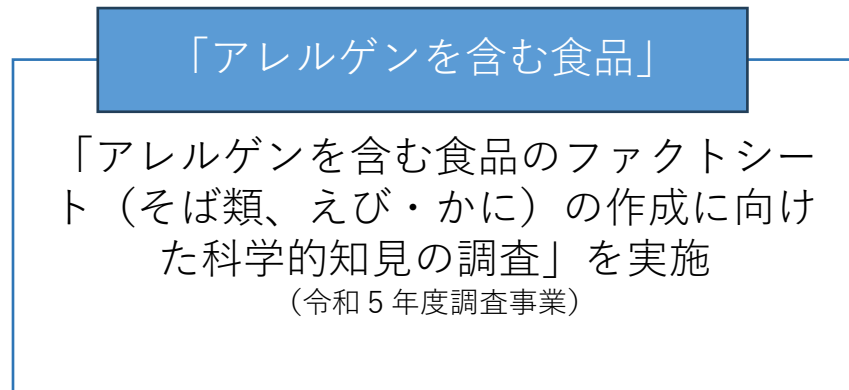 「アレルゲンを含む食品」
「アレルゲンを含む食品のファクトシー
ト（そば類、えび・かに）の作成に向け
た科学的知見の調査」を実施
（令和５年度調査事業）